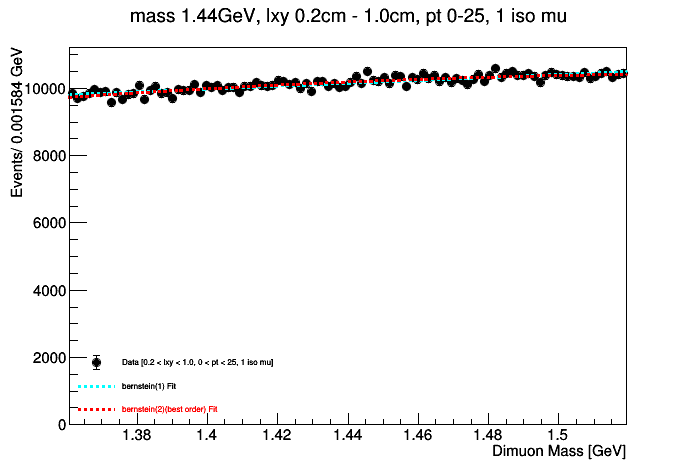 mass 1.44GeV, lxy 0.2cm - 1.0cm, pt 0-25, 1 iso mu
Events/ 0.001584 GeV
10000
8000
6000
4000
2000
0
Data [0.2 < lxy < 1.0, 0 < pt < 25, 1 iso mu]
bernstein(1) Fit
bernstein(2)(best order) Fit
1.38 1.4 1.42 1.44 1.46 1.48 1.5
Dimuon Mass [GeV]